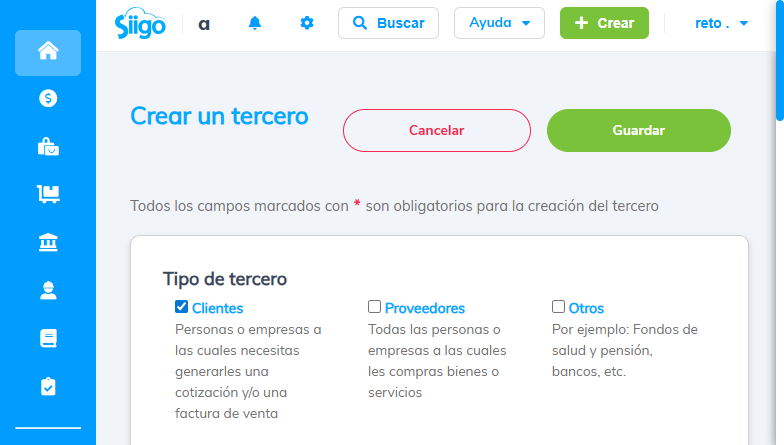 Siigo a Buscar Ayuda Crear reto .
Crear un tercero Cancelar Guardar
Todos los campos marcados con * son obligatorios para la creación del tercero
Tipo de tercero
Clientes
Personas o empresas a
las cuales necesitas
generarles una
cotización y/o una
factura de venta
Proveedores
Todas las personas o
empresas a las cuales
les compras bienes o
servicios
Otros
Por ejemplo: Fondos de
salud y pensión,
bancos, etc.